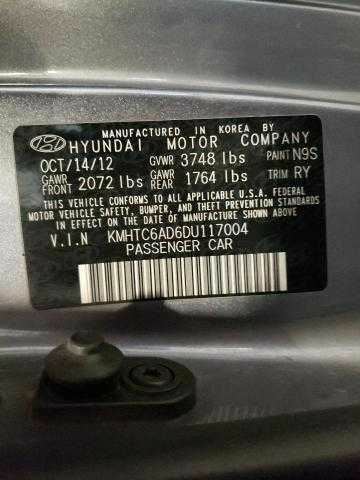 MANUFACTURED IN KOREA BY
HYUNDAI MOTOR COMPANY
OCT/14/12 GVWR 3748 lbs PAINT N9S
GAWR FRONT 2072 lbs GAWR REAR 1764 lbs TRIM RY
THIS VEHICLE CONFORMS TO ALL APPLICABLE U.S.A. FEDERAL
MOTOR VEHICLE SAFETY, BUMPER, AND THEFT PREVENTION
STANDARDS IN EFFECT ON THE DATE OF MANUFACTURE SHOWN ABOVE.
V.I.N KMHTC6AD6DU117004
PASSENGER CAR